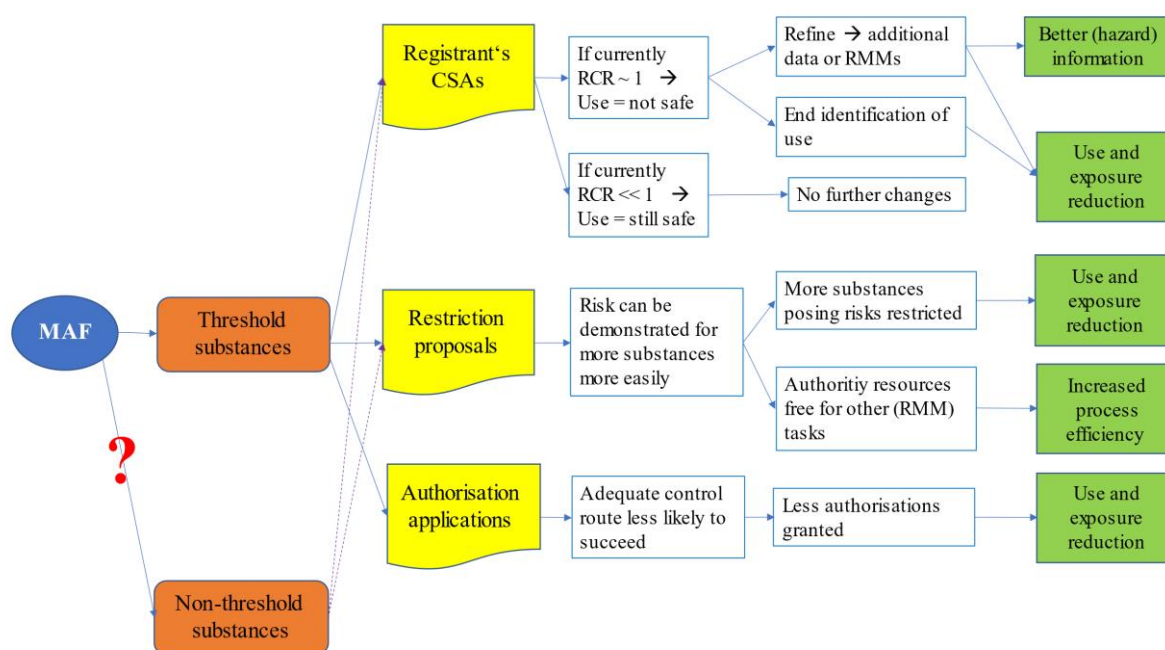 MAF
?
Threshold
substances
Non-threshold
substances
Registrant‘s
CSAs
If currently
RCR ~ 1 →
Use = not safe
Refine → additional
data or RMMs
Better (hazard)
information
End identification of
use
Use and
exposure
reduction
If currently
RCR << 1 →
Use = still safe
No further changes
Restriction
proposals
Risk can be
demonstrated for
more substances
more easily
More substances
posing risks restricted
Use and
exposure
reduction
Authoritiy resources
free for other (RMM)
tasks
Increased
process
efficiency
Authorisation
applications
Adequate control
route less likely to
succeed
Less authorisations
granted
Use and
exposure
reduction